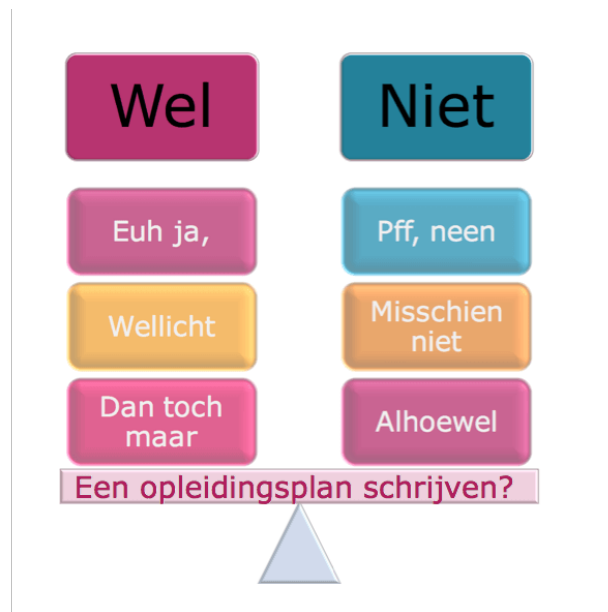 Wel
Niet
Euh ja,
Pff, neen
Wellicht
Misschien
niet
Dan toch
maar
Alhoewel
Een opleidingsplan schrijven?